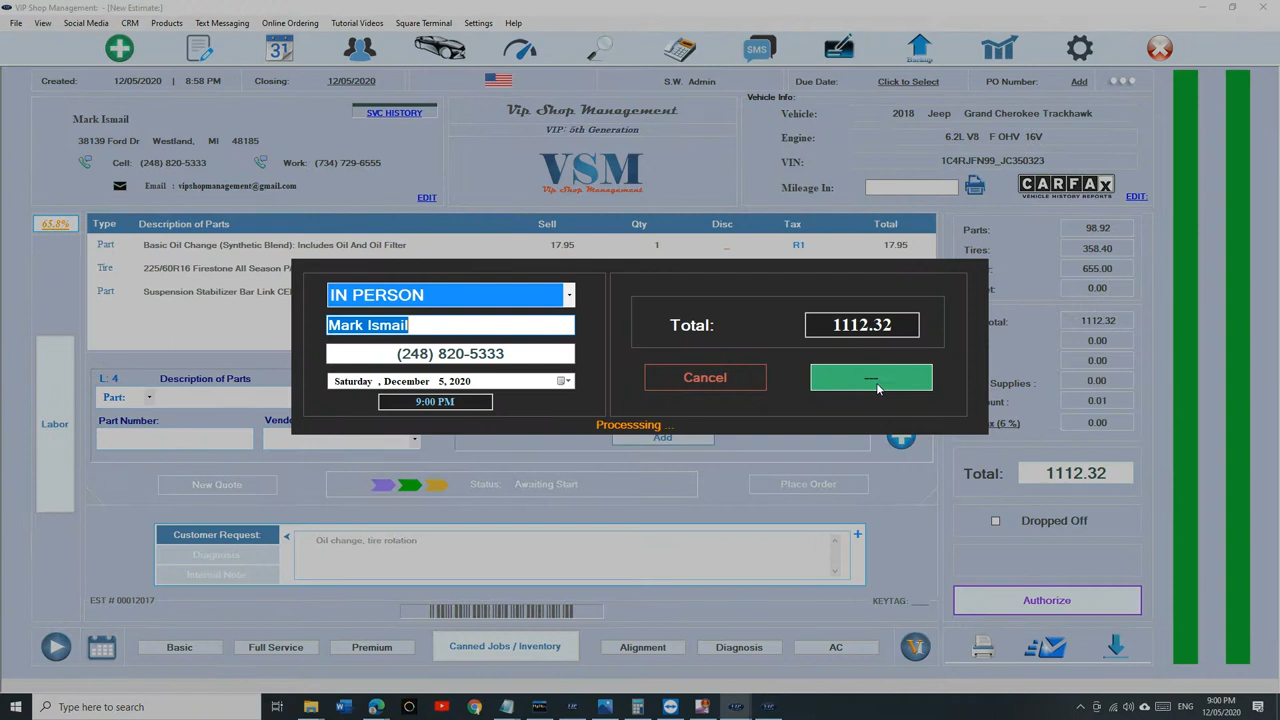 VIP Shop Management: - [New Estimate:]
File View Social Media CRM Products Text Messaging Online Ordering Tutorial Videos Square Terminal Settings Help
31 SMS Backup
Created: 12/05/2020 | 8:58 PM Closing: 12/05/2020 S.W. Admin Due Date: Click to Select PO Number: Add
Mark Ismail
SVC HISTORY
38139 Ford Dr Westland, MI 48185
Cell: (248) 820-5333 Work: (734) 729-6555
Email : vipshopmanagement@gmail.com
EDIT
Vip Shop Management
VIP: 5th Generation
VSM
Vip Shop Management
Vehicle Info:
Vehicle: 2018 Jeep Grand Cherokee Trackhawk
Engine: 6.2L V8 F OHV 16V
VIN: 1C4RJFN99_JC350323
Mileage In:
CARFAX
VEHICLE HISTORY REPORTS
EDIT:
65.8%
Type Description of Parts Sell Qty Disc Tax Total
Part Basic Oil Change (Synthetic Blend): Includes Oil And Oil Filter 17.95 1 _ R1 17.95
Tire 225/60R16 Firestone All Season
Part Suspension Stabilizer Bar Link
Parts: 98.92
Tires: 358.40
655.00
0.00
1112.32
0.00
0.00
Supplies : 0.00
0.01
(6 %) 0.00
IN PERSON
Mark Ismail
(248) 820-5333
Saturday , December 5, 2020
9:00 PM
Total: 1112.32
Cancel ---
Processsing ...
L: 4 Description of Parts
Part:
Part Number:
Labor
Add
New Quote Status: Awaiting Start Place Order
Total: 1112.32
Dropped Off
Customer Request:
Diagnosis
Internal Note
Oil change, tire rotation
EST # 00012017 KEYTAG: ___
Authorize
Basic Full Service Premium Canned Jobs / Inventory Alignment Diagnosis AC
Type here to search
9:00 PM
12/05/2020